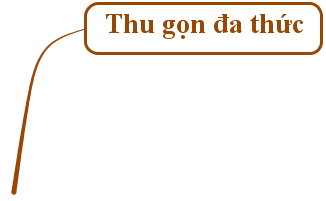 Thu gọn đa thức